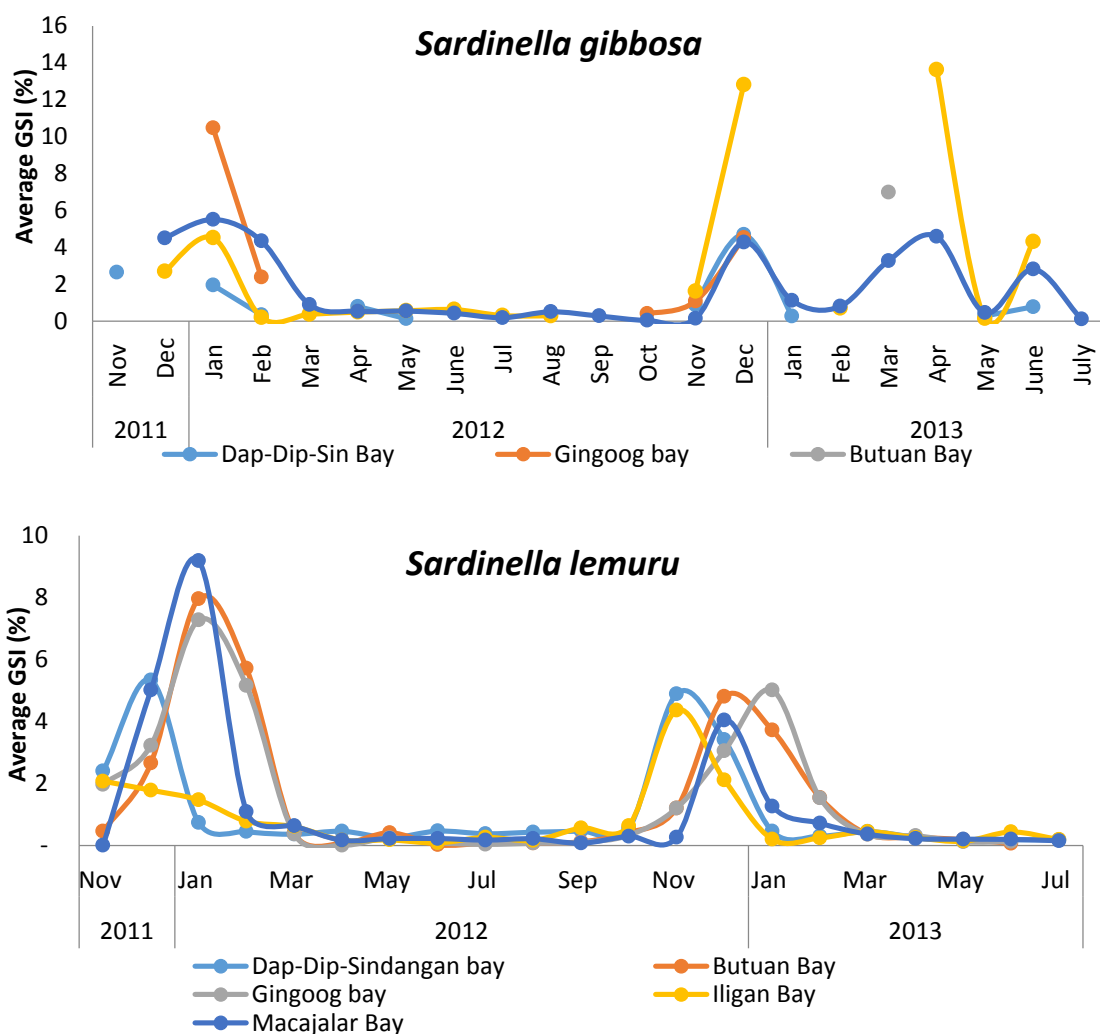 Sardinella gibbosa
Average GSI (%)
16
14
12
10
8
6
4
2
0
Nov Dec Jan Feb Mar Apr May June Jul Aug Sep Oct Nov Dec Jan Feb Mar Apr May June July
2011 2012 2013
Dap-Dip-Sin Bay Gingoog bay Butuan Bay
Sardinella lemuru
Average GSI (%)
10
8
6
4
2
-
Nov Jan Mar May Jul Sep Nov Jan Mar May Jul
2011 2012 2013
Dap-Dip-Sindangan bay Butuan Bay
Gingoog bay Iligan Bay
Macajalar Bay